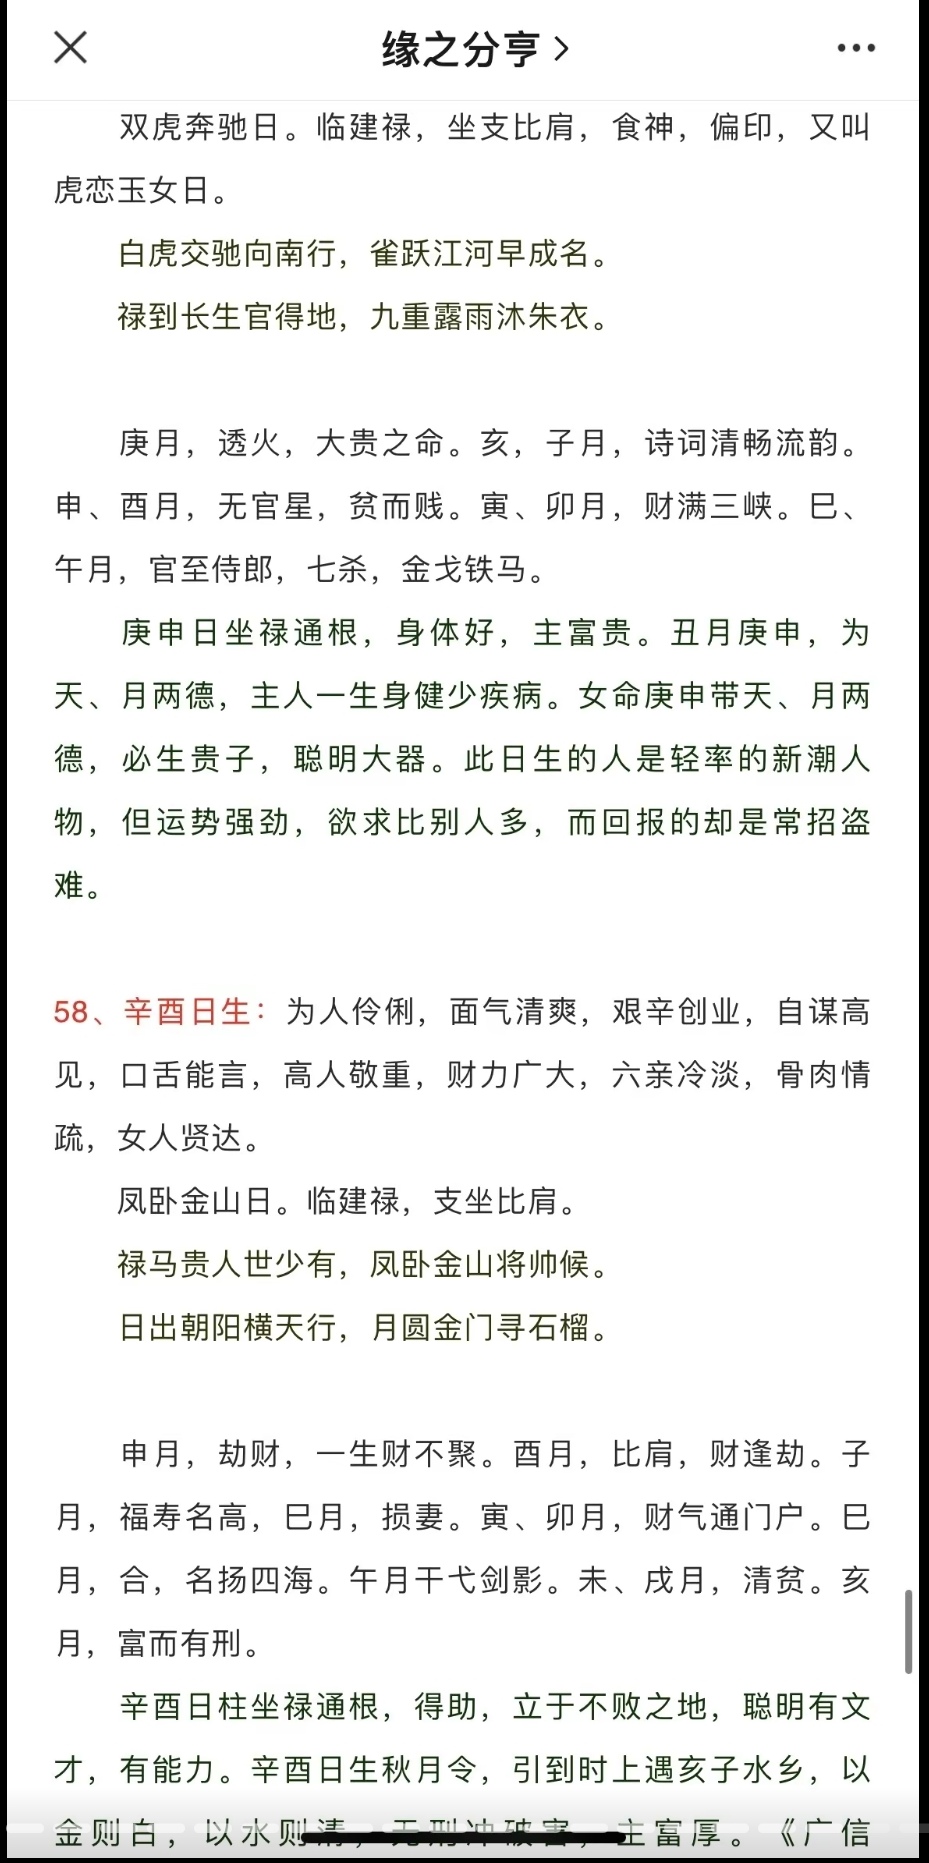 缘之分亨
双虎奔驰日。临建禄，坐支比肩，食神，偏印，又叫
虎恋玉女日。
白虎交驰向南行，雀跃江河早成名。
禄到长生官得地，九重露雨沐朱衣。
庚月，透火，大贵之命。亥，子月，诗词清畅流韵。
申、酉月，无官星，贫而贱。寅、卯月，财满三峡。巳、
午月，官至侍郎，七杀，金戈铁马。
庚申日坐禄通根，身体好，主富贵。丑月庚申，为
天、月两德，主人一生身健少疾病。女命庚申带天、月两
德，必生贵子，聪明大器。此日生的人是轻率的新潮人
物，但运势强劲，欲求比别人多，而回报的却是常招盗
难。
58、辛酉日生：为人伶俐，面气清爽，艰辛创业，自谋高
见，口舌能言，高人敬重，财力广大，六亲冷淡，骨肉情
疏，女人贤达。
凤卧金山日。临建禄，支坐比肩。
禄马贵人世少有，凤卧金山将帅候。
日出朝阳横天行，月圆金门寻石榴。
申月，劫财，一生财不聚。酉月，比肩，财逢劫。子
月，福寿名高，巳月，损妻。寅、卯月，财气通门户。巳
月，合，名扬四海。午月干弋剑影。未、戌月，清贫。亥
月，富而有刑。
辛酉日柱坐禄通根，得助，立于不败之地，聪明有文
才，有能力。辛酉日生秋月令，引到时上遇亥子水乡，以
金则白，以水则清，无刑冲破害，主富厚。《广信